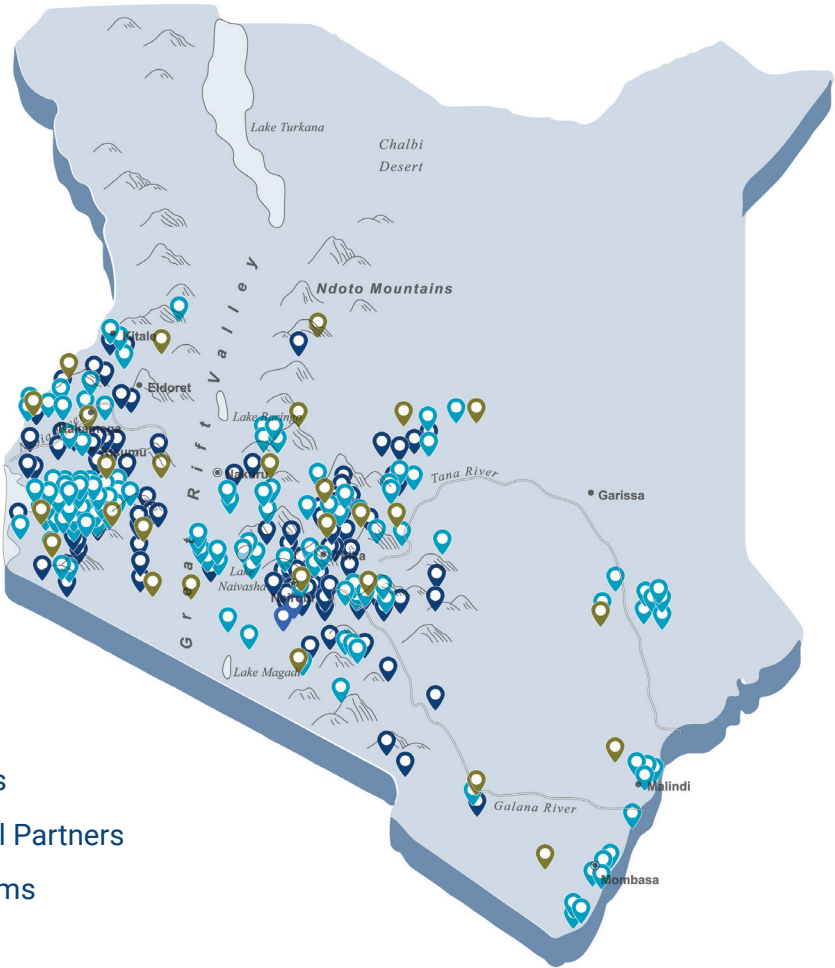 Lake Turkana
Chalbi
Desert
Ndoto Mountains
Great Rift Valley
Kitale
Eldoret
Lake Baringo
Nakuru
Tana River
Garissa
Lake
Naivasha
Lake Magadi
Malindi
Galana River
Mombasa
s
l Partners
ms